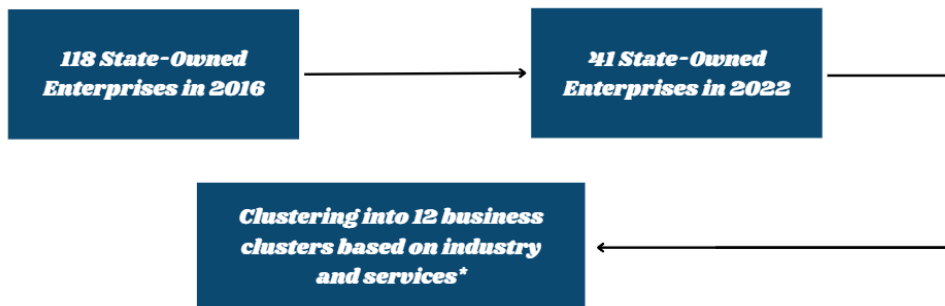 118 State-Owned
Enterprises in 2016
41 State-Owned
Enterprises in 2022
Clustering into 12 business
clusters based on industry
and services*